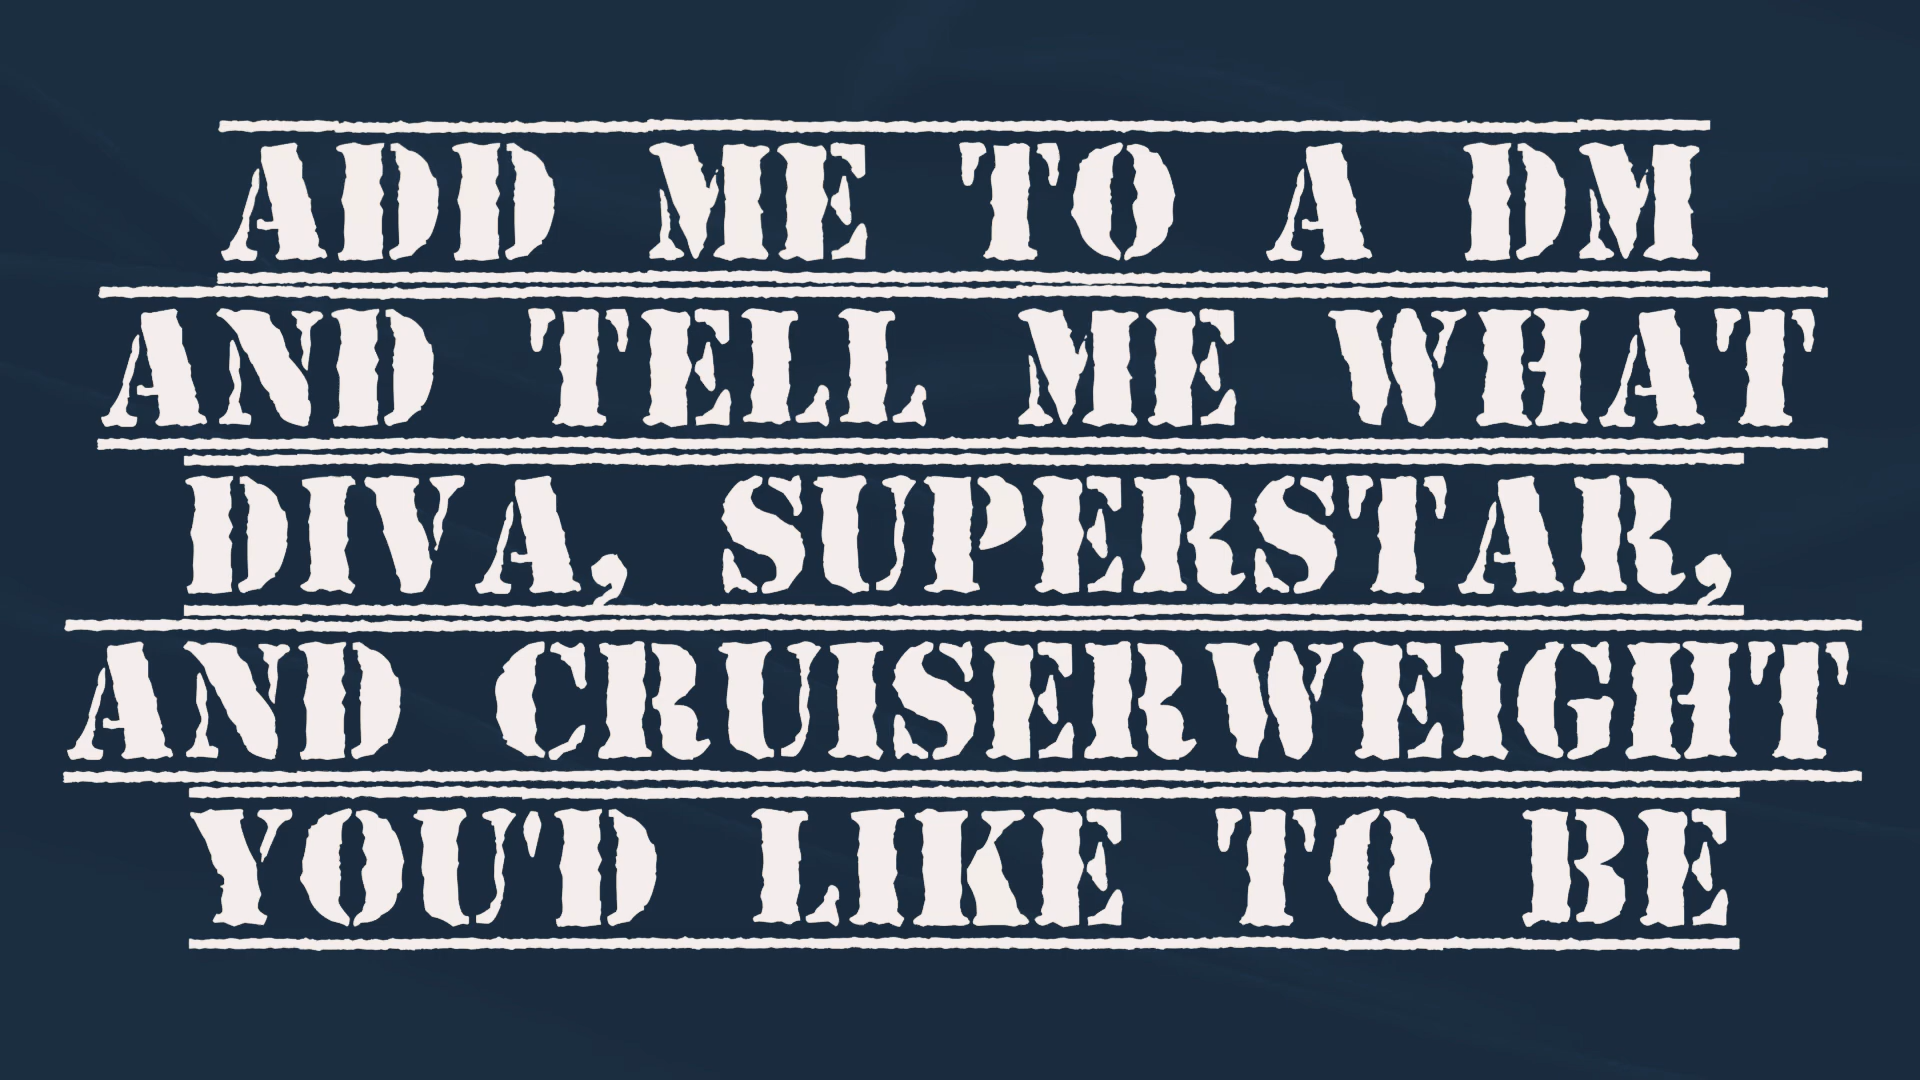 ADD ME TO A DM
AND TELL ME WHAT
DIVA, SUPERSTAR,
AND CRUISERWEIGHT
YOU'D LIKE TO BE